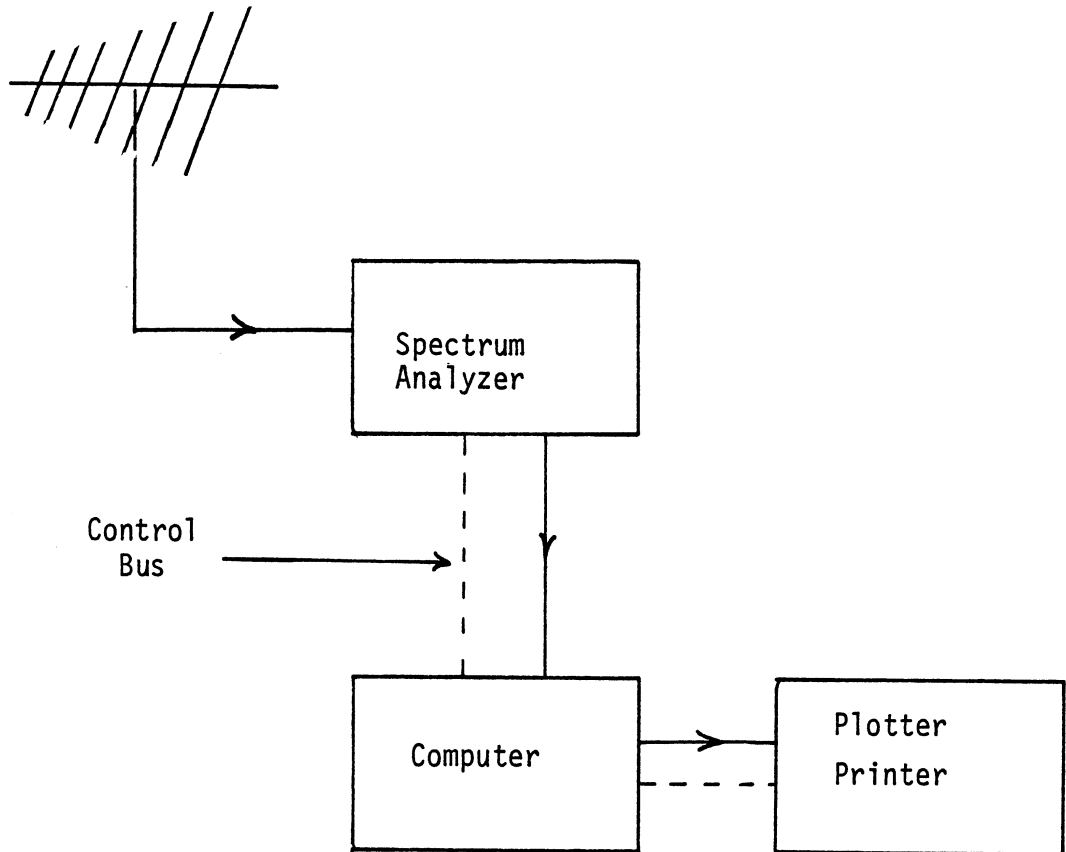 Spectrum
Analyzer
Control
Bus
Computer
Plotter
Printer